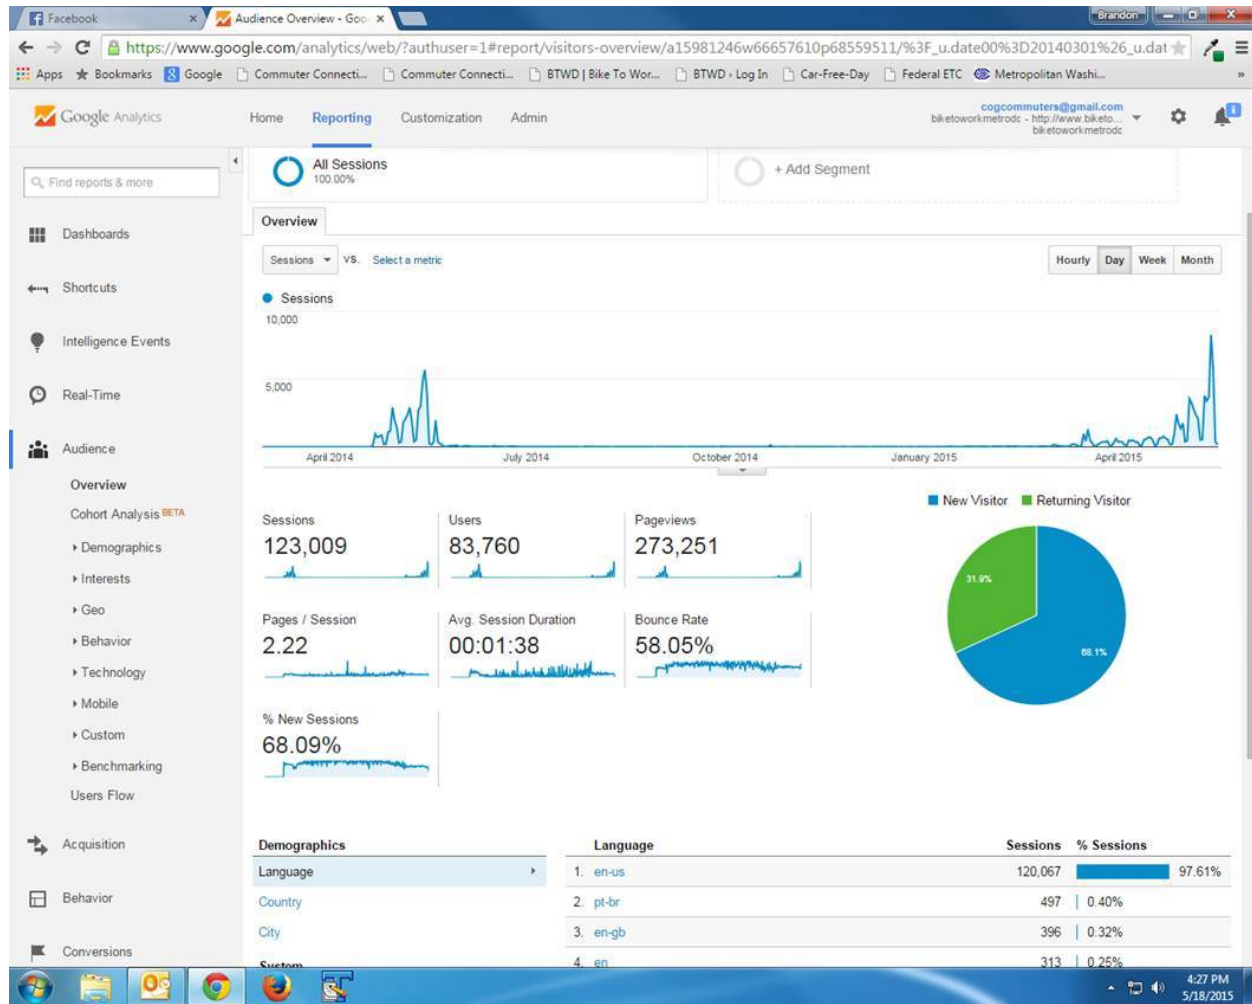 Facebook
Audience Overview - Goo
Brandon
https://www.google.com/analytics/web/?authuser=1#report/visitors-overview/a15981246w66657610p68559511/%3F_u.date00%3D20140301%26_u.dat
Apps Bookmarks Google Commuter Connecti... Commuter Connecti... BTWD | Bike To Wor... BTWD › Log In Car-Free-Day Federal ETC Metropolitan Washi... »
Google Analytics
Home Reporting Customization Admin
cogcommuters@gmail.com
biketoworkmetrodc - http://www.biketo...
biketoworkmetrodc
Find reports & more
Dashboards
Shortcuts
Intelligence Events
Real-Time
Audience
Overview
Cohort Analysis BETA
Demographics
Interests
Geo
Behavior
Technology
Mobile
Custom
Benchmarking
Users Flow
Acquisition
Behavior
Conversions
All Sessions
100.00%
+ Add Segment
Overview
Sessions VS. Select a metric
Hourly Day Week Month
Sessions
10,000
5,000
April 2014 July 2014 October 2014 January 2015 April 2015
New Visitor Returning Visitor
31.9%
68.1%
Sessions
123,009
Users
83,760
Pageviews
273,251
Pages / Session
2.22
Avg. Session Duration
00:01:38
Bounce Rate
58.05%
% New Sessions
68.09%
Demographics
Language
Country
City
System
Language Sessions % Sessions
1. en-us 120,067 97.61%
2. pt-br 497 0.40%
3. en-gb 396 0.32%
4. en 313 0.25%
4:27 PM
5/18/2015